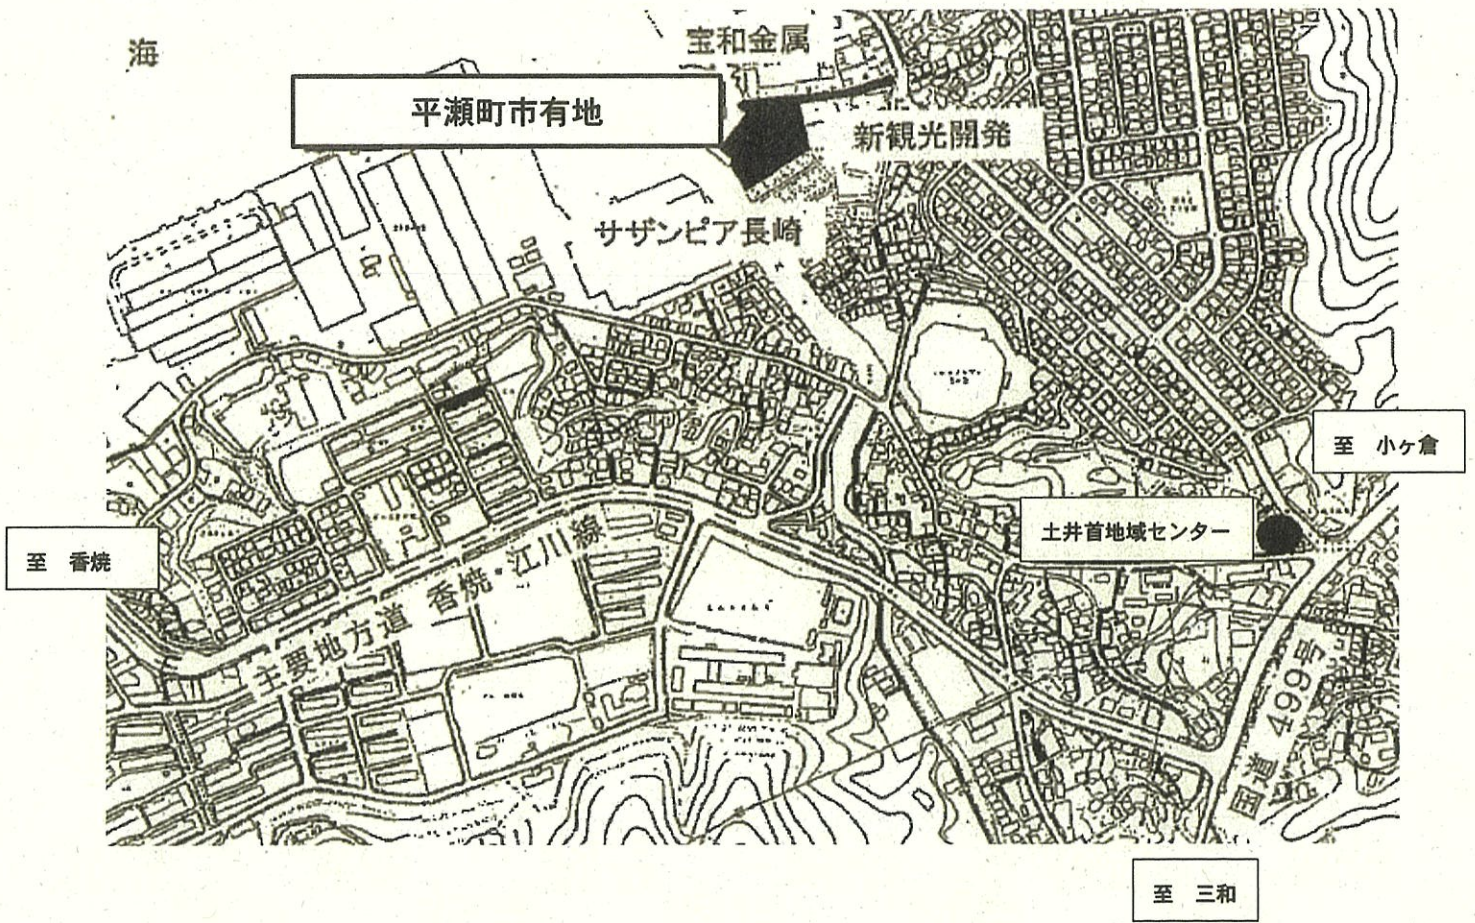 海
宝和金属
平瀬町市有地
新観光開発
サザンピア長崎
至 小ヶ倉
土井首地域センター
至 香焼
主要地方道 香焼・江川線
国道 499号
至 三和